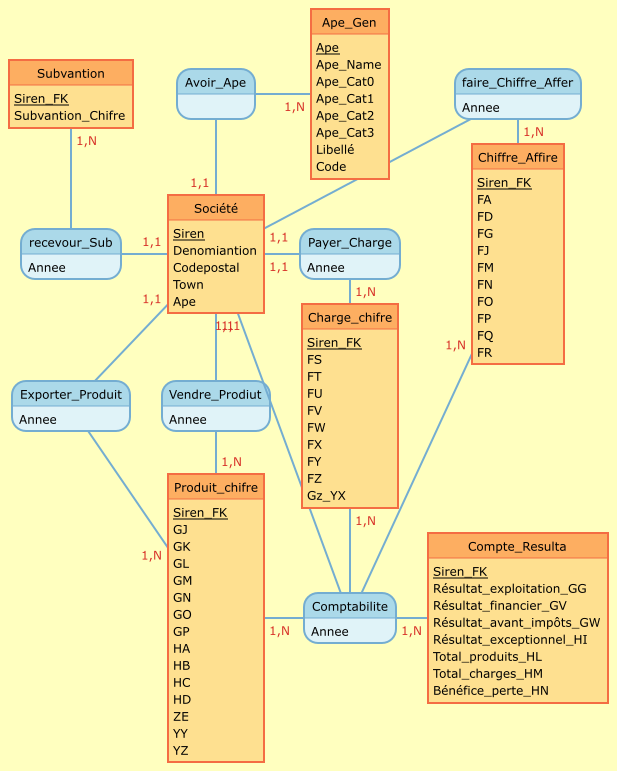 Ape_Gen
Ape
Ape_Name
Ape_Cat0
Ape_Cat1
Ape_Cat2
Ape_Cat3
Libellé
Code
Subvantion
Siren_FK
Subvantion_Chifre
1,N
Avoir_Ape
Annee
1,N
1,1
faire_Chiffre_Affer
Annee
1,N
1,1
Chiffre_Affire
Siren_FK
FA
FD
FG
FJ
FM
FN
FO
FP
FQ
FR
1,N
Société
Siren
Denomiantion
Codepostal
Town
Ape
recevour_Sub
Annee
1,1
Payer_Charge
Annee
1,1
1,N
Charge_chifre
Siren_FK
FS
FT
FU
FV
FW
FX
FY
FZ
Gz_YX
1,N
1,1
1,1
1,1
Exporter_Produit
Annee
1,N
Vendre_Prodiut
Annee
1,N
Produit_chifre
Siren_FK
GJ
GK
GL
GM
GN
GO
GP
HA
HB
HC
HD
ZE
YY
YZ
1,N
Comptabilite
Annee
1,N
Compte_Resulta
Siren_FK
Résultat_exploitation_GG
Résultat_financier_GV
Résultat_avant_impôts_GW
Résultat_exceptionnel_HI
Total_produits_HL
Total_charges_HM
Bénéfice_perte_HN